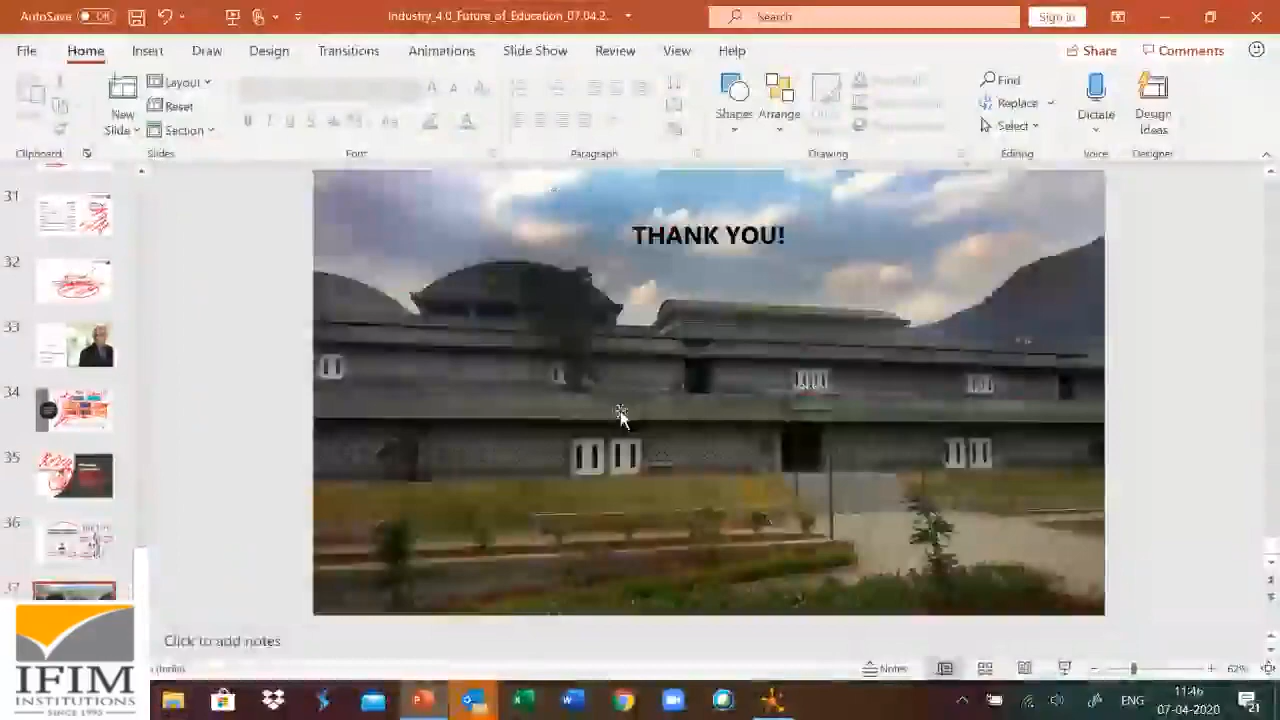 AutoSave Off
Industry_4.0_Future_of_Education_07.04.2...
Search
Sign in
File Home Insert Draw Design Transitions Animations Slide Show Review View Help
Share Comments
New Slide
Layout
Reset
Section
Shapes Arrange
Find
Replace
Select
Dictate
Design Ideas
Clipboard Slides Font Paragraph Drawing Editing Voice Designer
31
32
33
34
35
36
37
THANK YOU!
Click to add notes
Notes
62%
IFIM
INSTITUTIONS
SINCE 1995
ENG
11:46
07-04-2020
21